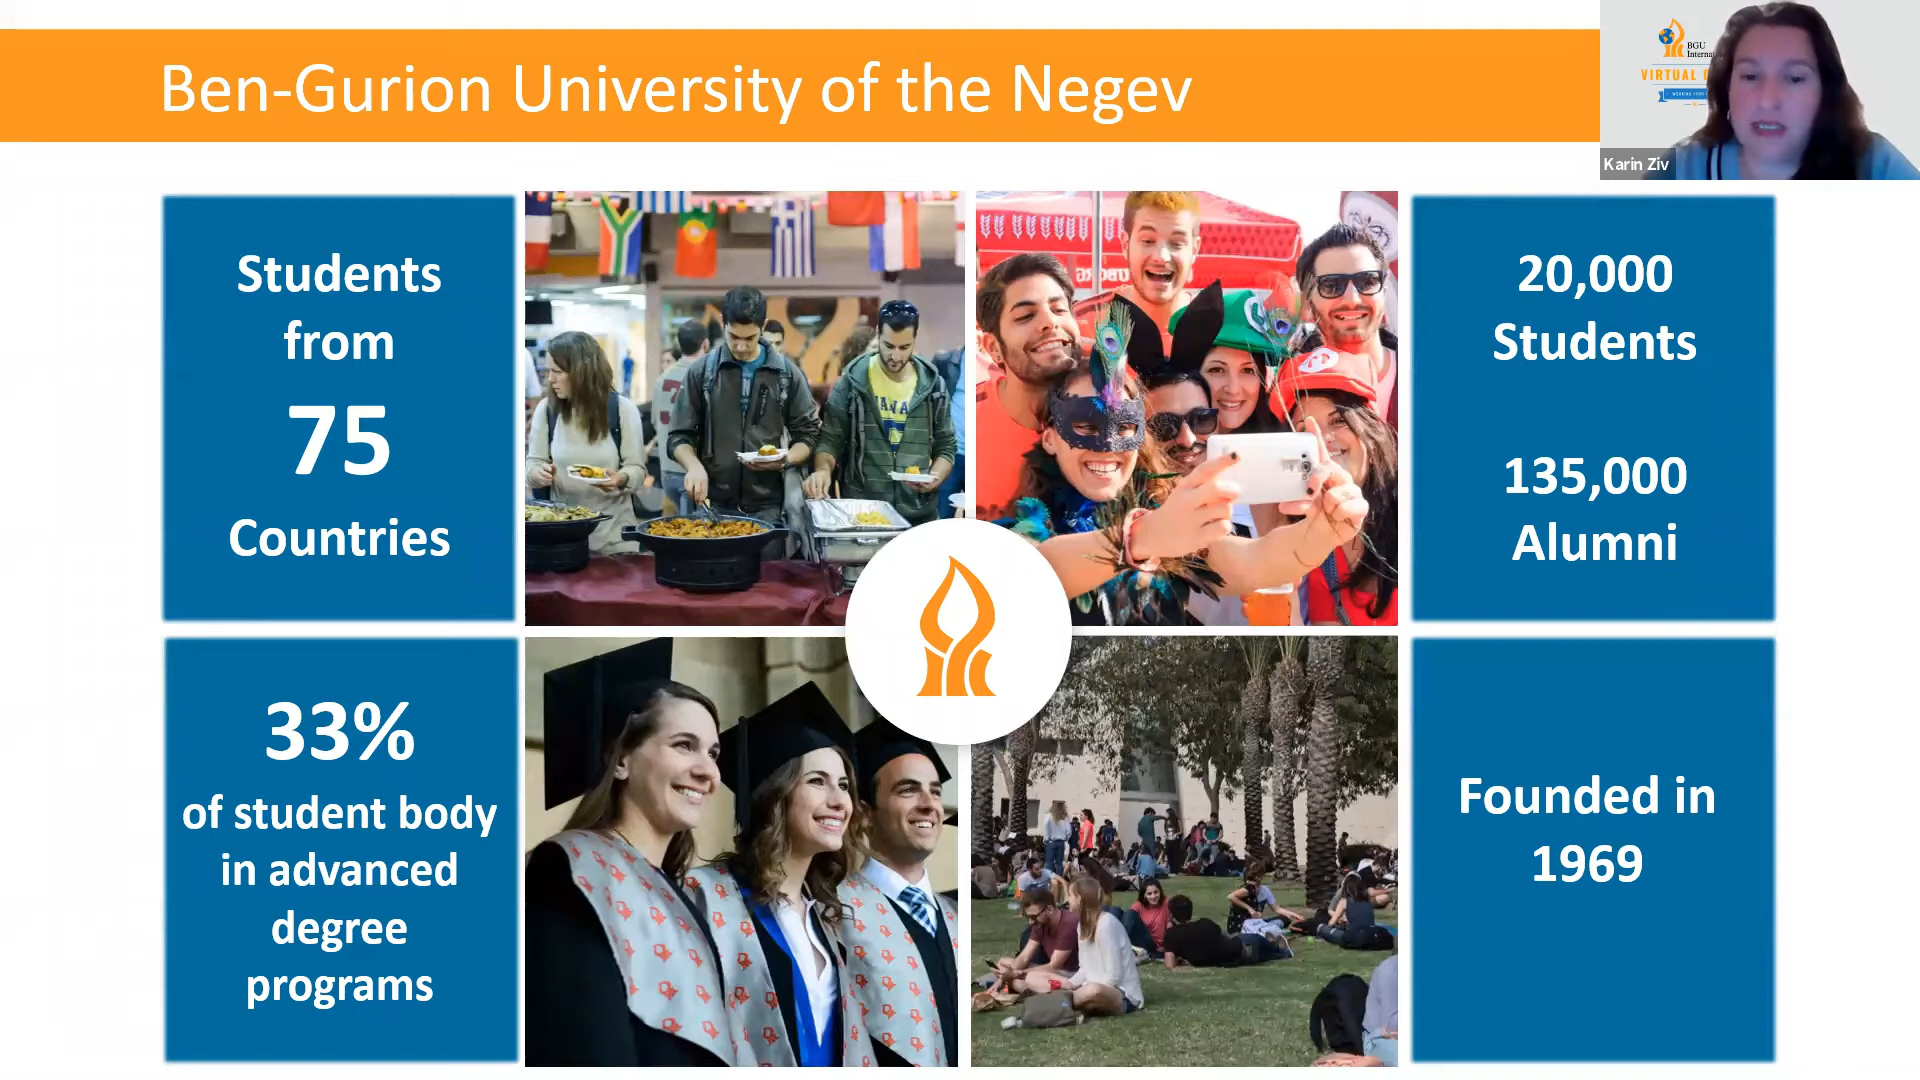 Ben-Gurion University of the Negev
BGU
VIRTUAL
Karin Ziv
Students
from
75
Countries
20,000
Students
135,000
Alumni
33%
of student body
in advanced
degree
programs
Founded in
1969